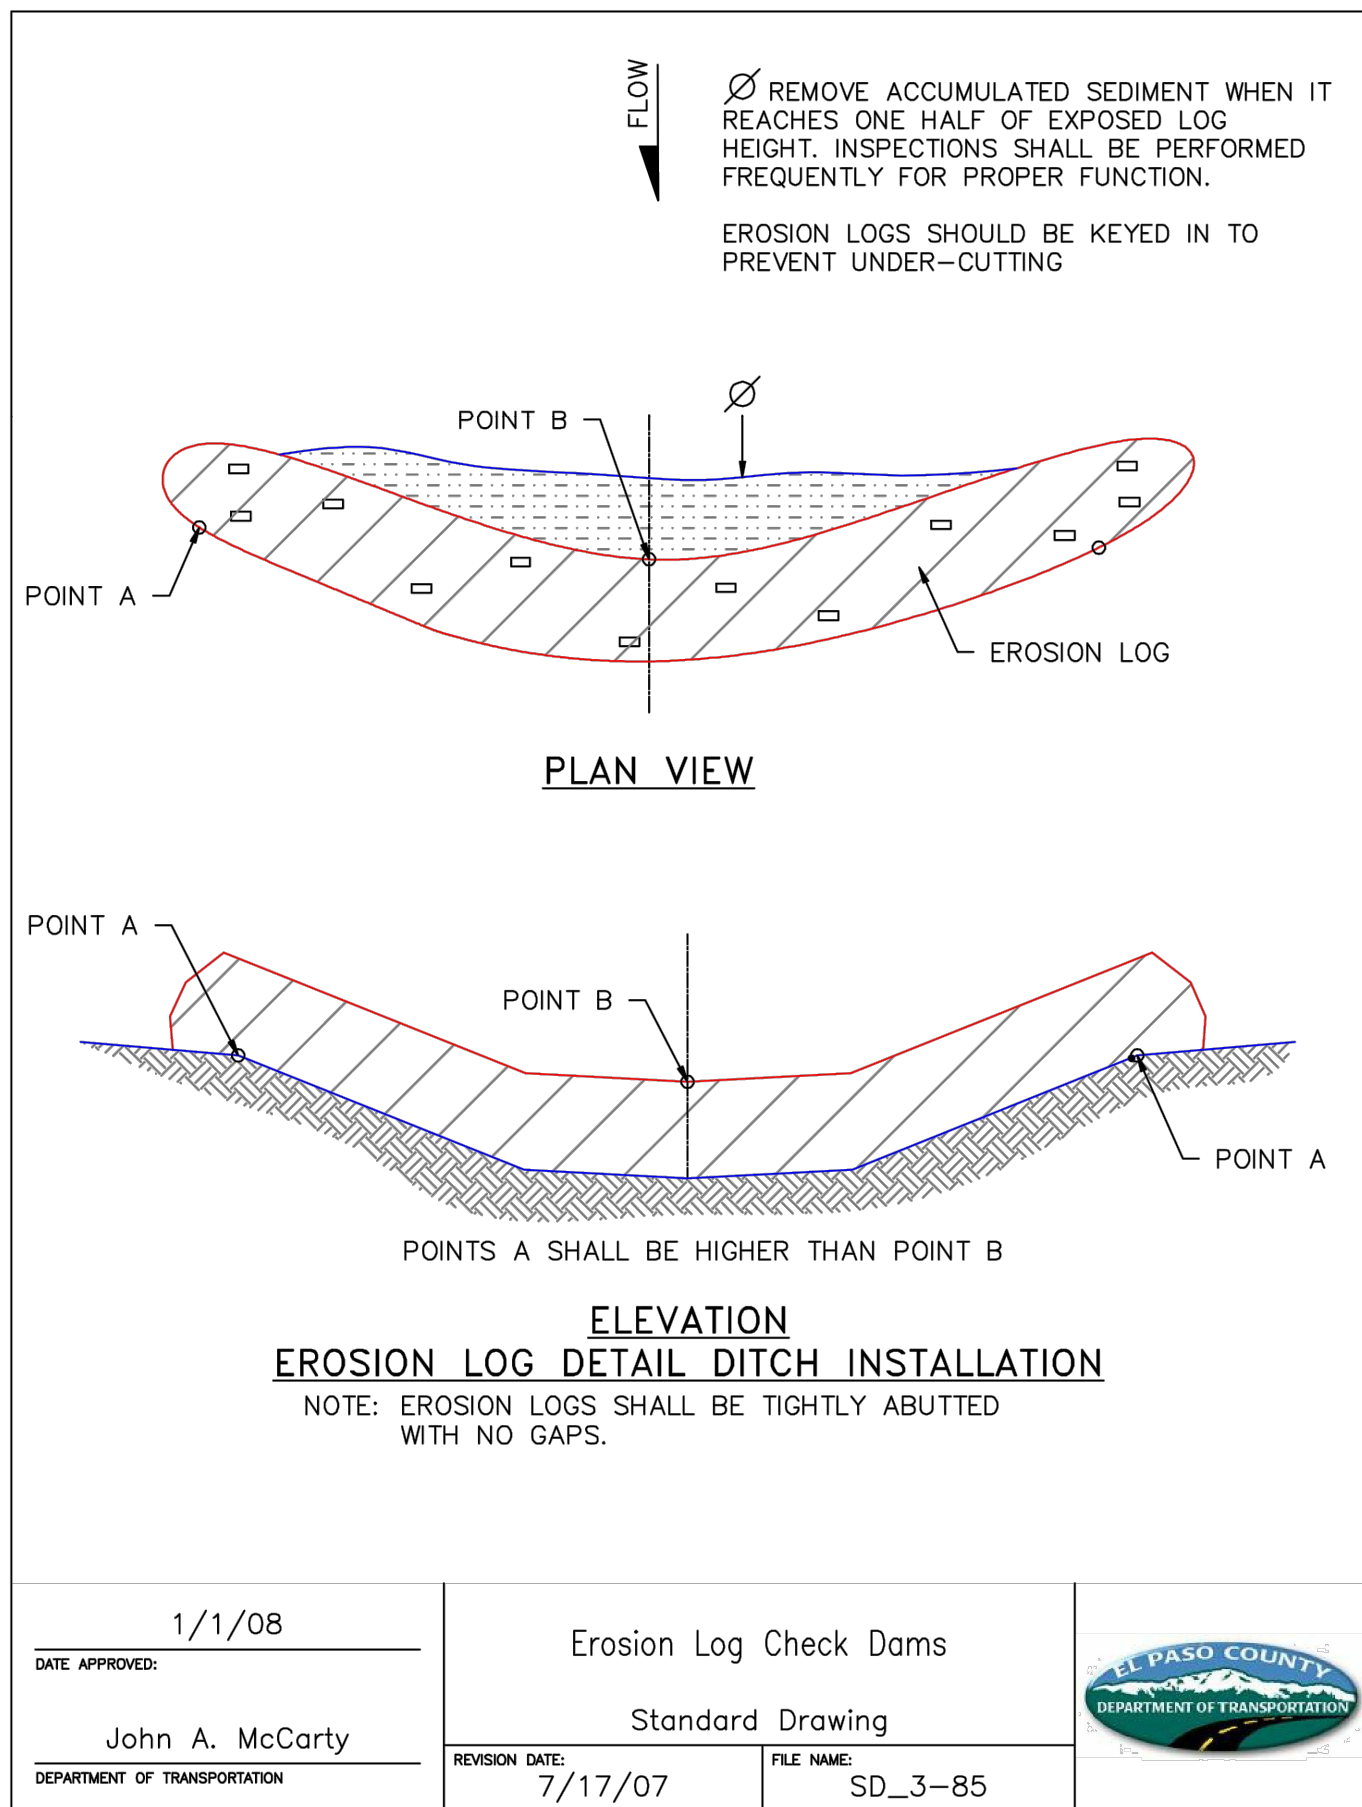 FLOW
Ø REMOVE ACCUMULATED SEDIMENT WHEN IT
REACHES ONE HALF OF EXPOSED LOG
HEIGHT. INSPECTIONS SHALL BE PERFORMED
FREQUENTLY FOR PROPER FUNCTION.
EROSION LOGS SHOULD BE KEYED IN TO
PREVENT UNDER-CUTTING
Ø
POINT B
POINT A
EROSION LOG
PLAN VIEW
POINT A
POINT B
POINT A
POINTS A SHALL BE HIGHER THAN POINT B
ELEVATION
EROSION LOG DETAIL DITCH INSTALLATION
NOTE: EROSION LOGS SHALL BE TIGHTLY ABUTTED
WITH NO GAPS.
1/1/08
DATE APPROVED:
John A. McCarty
DEPARTMENT OF TRANSPORTATION
Erosion Log Check Dams
Standard Drawing
REVISION DATE:
7/17/07
FILE NAME:
SD_3-85
EL PASO COUNTY
DEPARTMENT OF TRANSPORTATION